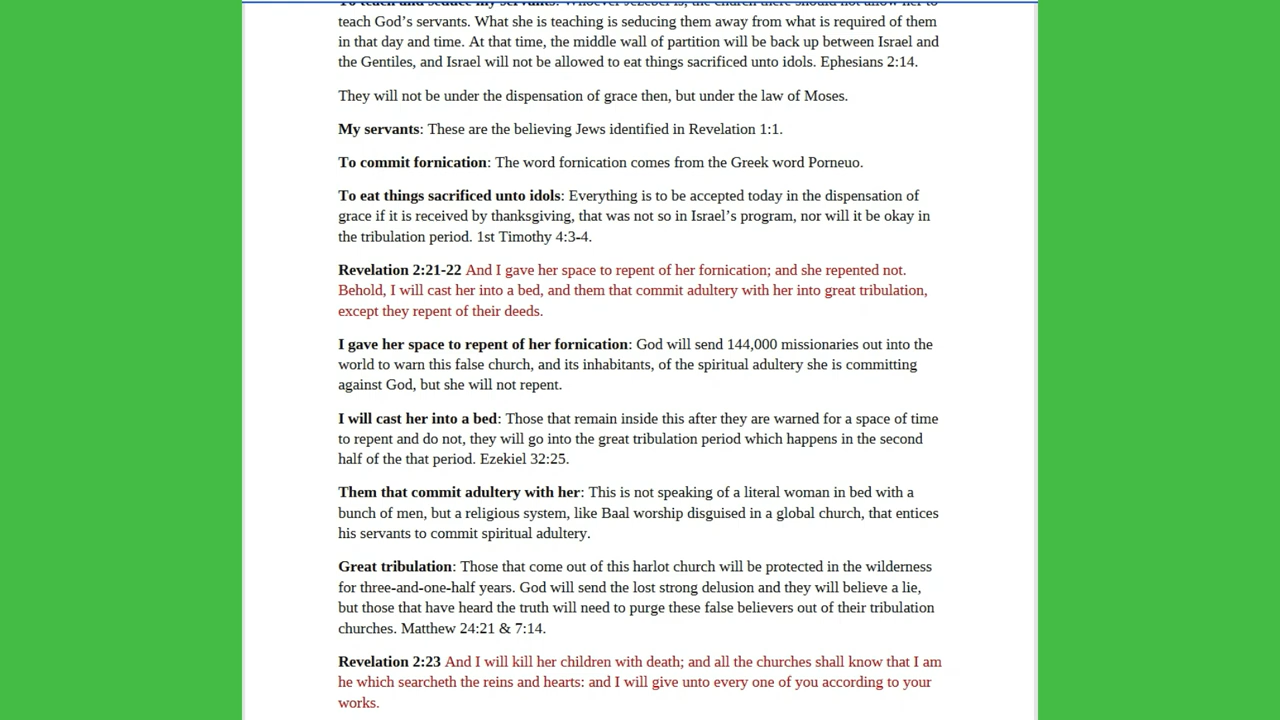 To teach and seduce my servants: Whoever Jezebel is, the church there should not allow her to
teach God's servants. What she is teaching is seducing them away from what is required of them
in that day and time. At that time, the middle wall of partition will be back up between Israel and
the Gentiles, and Israel will not be allowed to eat things sacrificed unto idols. Ephesians 2:14.
They will not be under the dispensation of grace then, but under the law of Moses.
My servants: These are the believing Jews identified in Revelation 1:1.
To commit fornication: The word fornication comes from the Greek word Porneuo.
To eat things sacrificed unto idols: Everything is to be accepted today in the dispensation of
grace if it is received by thanksgiving, that was not so in Israel's program, nor will it be okay in
the tribulation period. 1st Timothy 4:3-4.
Revelation 2:21-22 And I gave her space to repent of her fornication; and she repented not.
Behold, I will cast her into a bed, and them that commit adultery with her into great tribulation,
except they repent of their deeds.
I gave her space to repent of her fornication: God will send 144,000 missionaries out into the
world to warn this false church, and its inhabitants, of the spiritual adultery she is committing
against God, but she will not repent.
I will cast her into a bed: Those that remain inside this after they are warned for a space of time
to repent and do not, they will go into the great tribulation period which happens in the second
half of the that period. Ezekiel 32:25.
Them that commit adultery with her: This is not speaking of a literal woman in bed with a
bunch of men, but a religious system, like Baal worship disguised in a global church, that entices
his servants to commit spiritual adultery.
Great tribulation: Those that come out of this harlot church will be protected in the wilderness
for three-and-one-half years. God will send the lost strong delusion and they will believe a lie,
but those that have heard the truth will need to purge these false believers out of their tribulation
churches. Matthew 24:21 & 7:14.
Revelation 2:23 And I will kill her children with death; and all the churches shall know that I am
he which searcheth the reins and hearts: and I will give unto every one of you according to your
works.